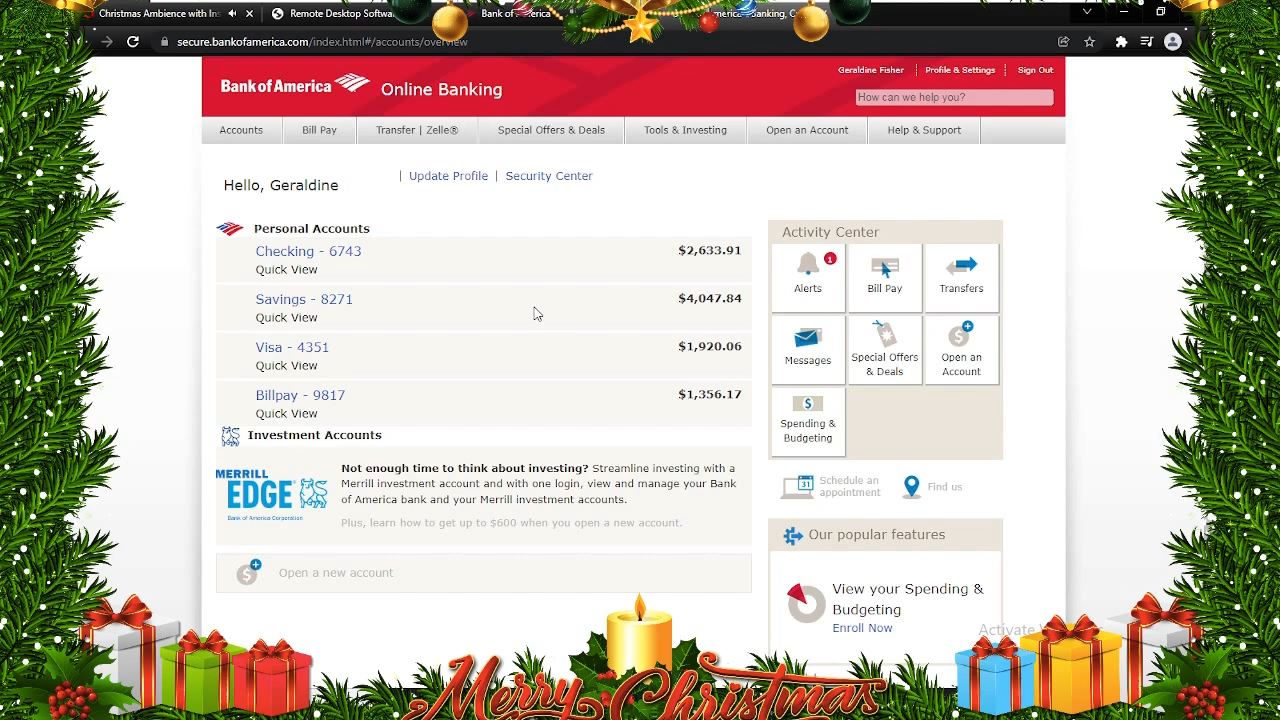 Christmas Ambience with Ins
Remote Desktop Softwa
Bank of America
America - Banking, C
secure.bankofamerica.com/index.html#/accounts/overview
Geraldine Fisher
Profile & Settings
Sign Out
Bank of America
Online Banking
How can we help you?
Accounts
Bill Pay
Transfer | Zelle®
Special Offers & Deals
Tools & Investing
Open an Account
Help & Support
Hello, Geraldine
| Update Profile | Security Center
Personal Accounts
Checking - 6743
$2,633.91
Quick View
Savings - 8271
$4,047.84
Quick View
Visa - 4351
$1,920.06
Quick View
Billpay - 9817
$1,356.17
Quick View
Investment Accounts
MERRILL
EDGE
Bank of America Corporation
Not enough time to think about investing? Streamline investing with a
Merrill investment account and with one login, view and manage your Bank
of America bank and your Merrill investment accounts.
Plus, learn how to get up to $600 when you open a new account.
Open a new account
Activity Center
1
Alerts
Bill Pay
Transfers
Messages
Special Offers
& Deals
Open an
Account
Spending &
Budgeting
31
Schedule an
appointment
Find us
Our popular features
View your Spending &
Budgeting
Enroll Now
Activate
Merry Christmas